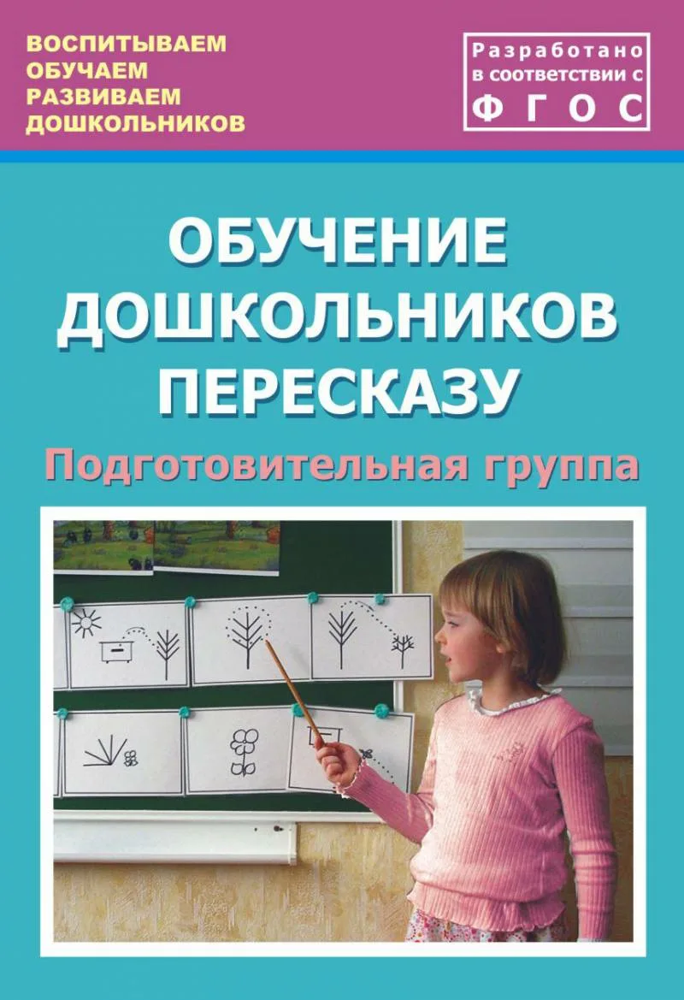 ВОСПИТЫВАЕМ
ОБУЧАЕМ
РАЗВИВАЕМ
ДОШКОЛЬНИКОВ
Разработано
в соответствии с
ФГОС
ОБУЧЕНИЕ
ДОШКОЛЬНИКОВ
ПЕРЕСКАЗУ
Подготовительная группа